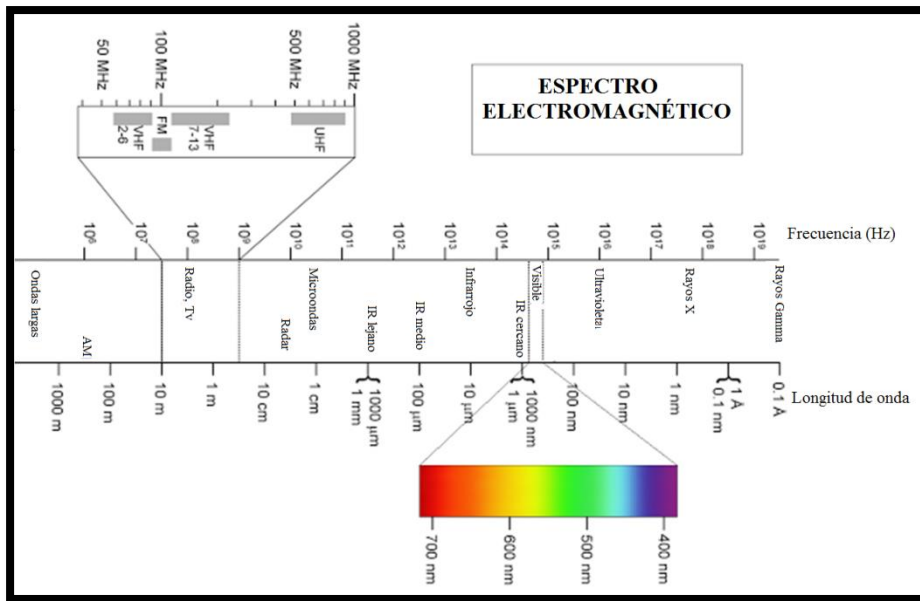 ESPECTRO
ELECTROMAGNÉTICO
50 MHz
100 MHz
500 MHz
1000 MHz
VHF
2-6
FM
VHF
7-13
UHF
10⁶
10⁷
10⁸
10⁹
10¹⁰
10¹¹
10¹²
10¹³
10¹⁴
10¹⁵
10¹⁶
10¹⁷
10¹⁸
10¹⁹
Frecuencia (Hz)
Ondas largas
AM
Radio, Tv
Microondas
Radar
IR lejano
IR medio
Infrarrojo
IR cercano
Visible
Ultravioleta
Rayos X
Rayos Gamma
1000 m
100 m
10 m
1 m
10 cm
1 cm
1000 µm
1 mm
100 µm
10 µm
1000 nm
1 µm
100 nm
10 nm
1 nm
1 Å
0.1 nm
0.1 Å
Longitud de onda
700 nm
600 nm
500 nm
400 nm